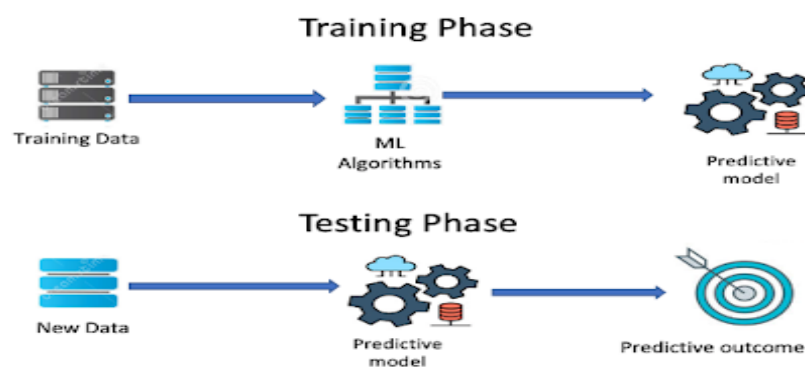 Training Phase
Training Data
ML
Algorithms
Predictive
model
Testing Phase
New Data
Predictive
model
Predictive outcome